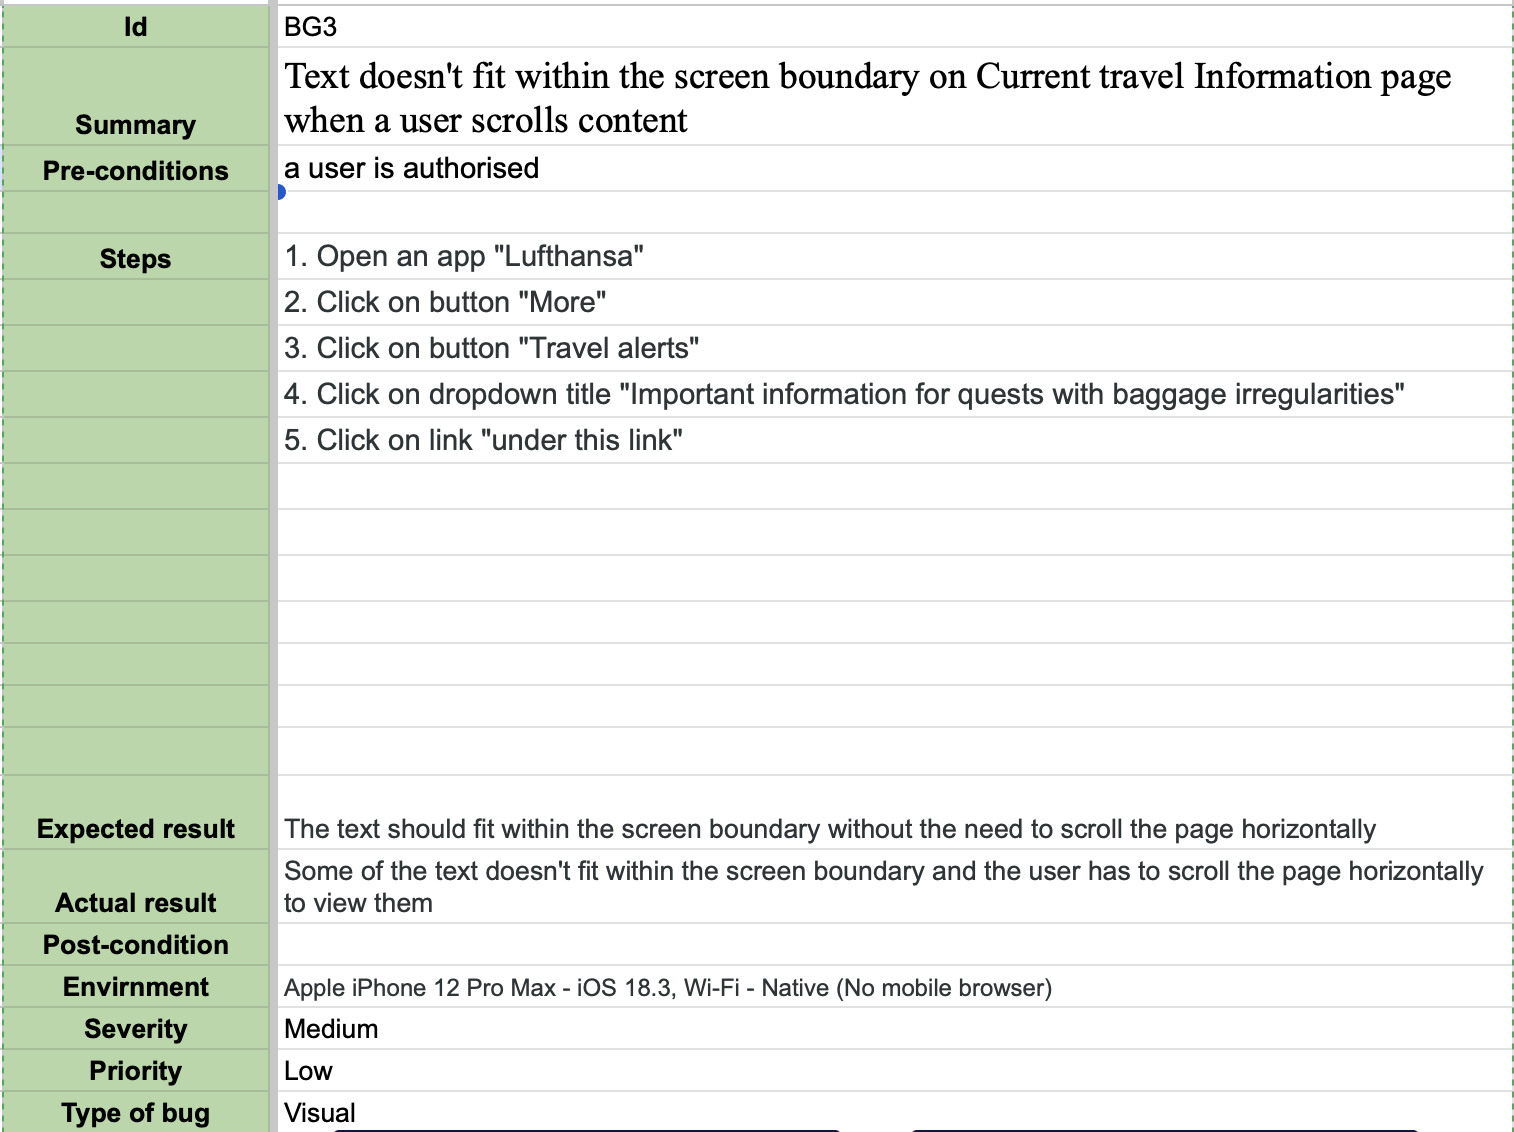 Id BG3
Text doesn't fit within the screen boundary on Current travel Information page
Summary when a user scrolls content
Pre-conditions a user is authorised
Steps 1. Open an app "Lufthansa"
2. Click on button "More"
3. Click on button "Travel alerts"
4. Click on dropdown title "Important information for quests with baggage irregularities"
5. Click on link "under this link"
Expected result The text should fit within the screen boundary without the need to scroll the page horizontally
Some of the text doesn't fit within the screen boundary and the user has to scroll the page horizontally
Actual result to view them
Post-condition
Envirnment Apple iPhone 12 Pro Max - iOS 18.3, Wi-Fi - Native (No mobile browser)
Severity Medium
Priority Low
Type of bug Visual